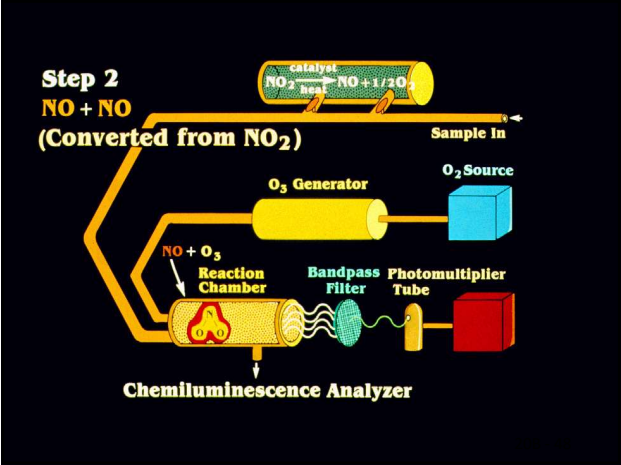 Step 2
NO + NO
(Converted from NO₂)
catalyst
NO₂ → NO + 1/2O₂
heat
Sample In
O₂ Source
O₃ Generator
NO + O₃
Reaction
Chamber
Bandpass
Filter
Photomultiplier
Tube
N
O O
Chemiluminescence Analyzer